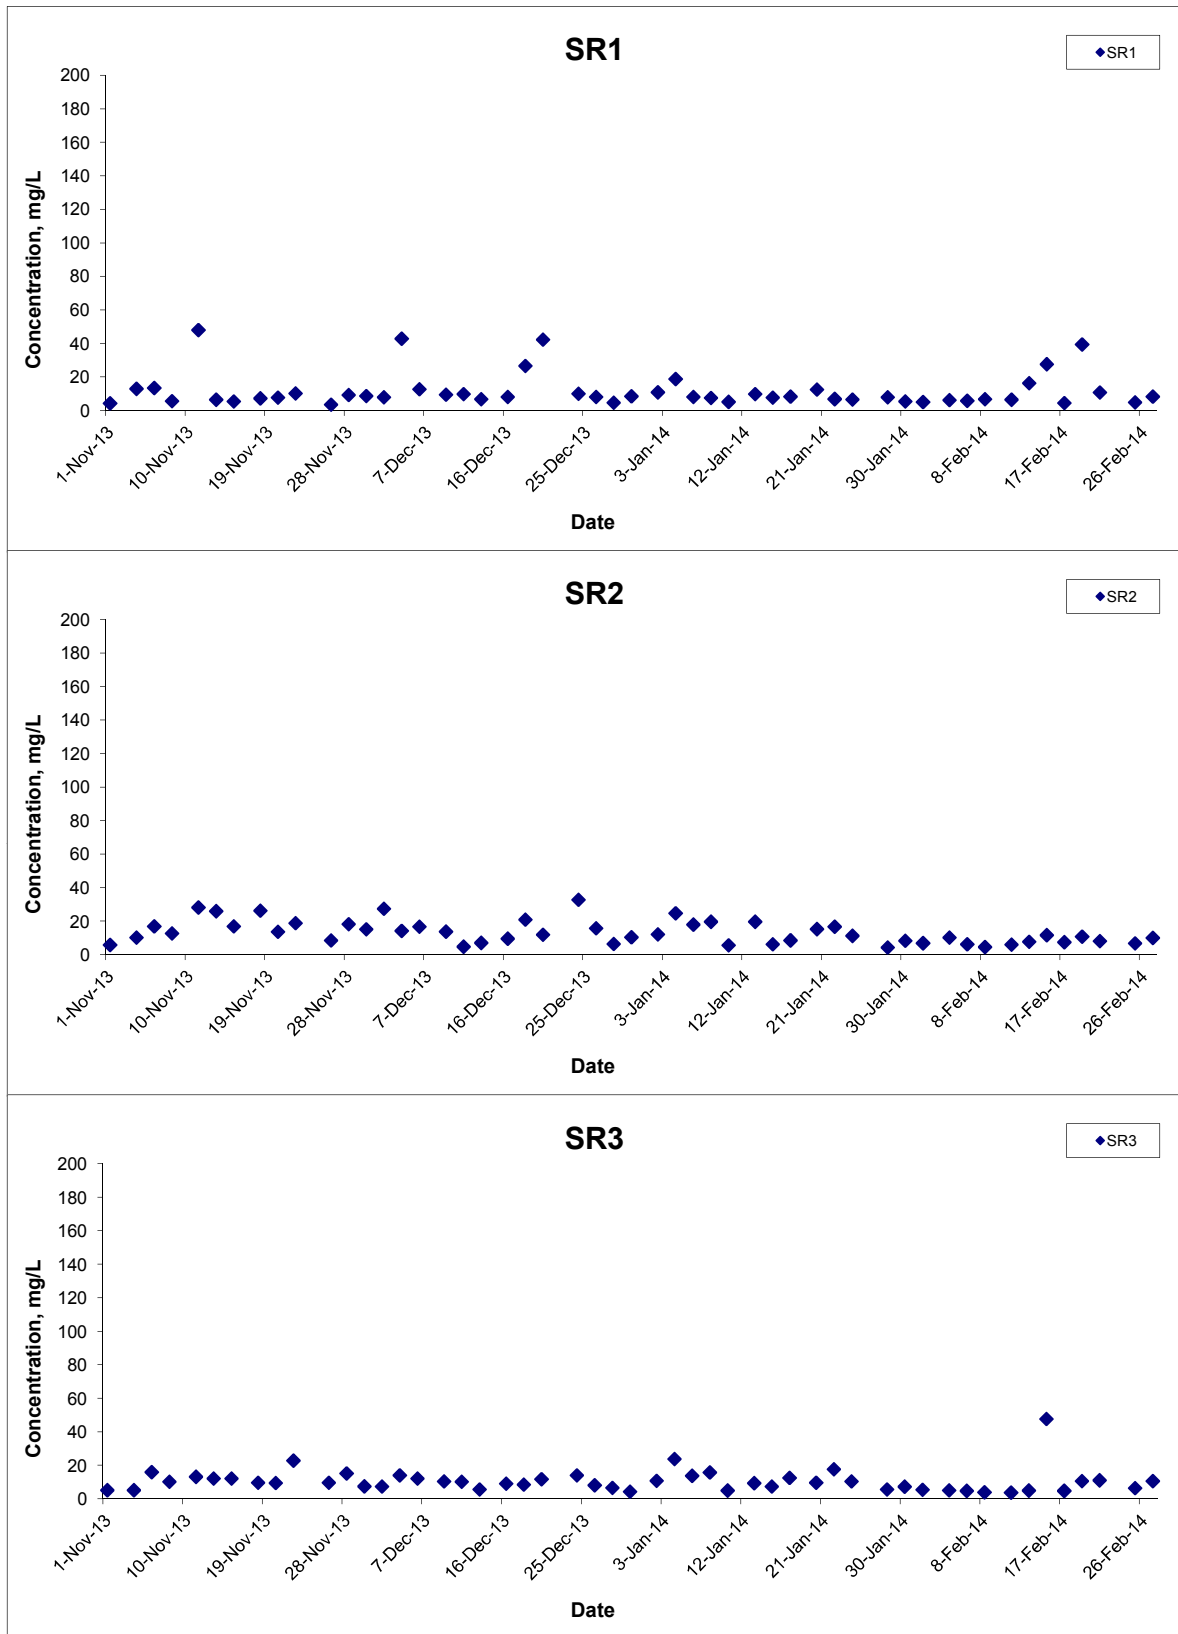 SR1
SR1
200
180
160
140
120
100
80
60
40
20
0
Concentration, mg/L
1-Nov-13
10-Nov-13
19-Nov-13
28-Nov-13
7-Dec-13
16-Dec-13
25-Dec-13
3-Jan-14
12-Jan-14
21-Jan-14
30-Jan-14
8-Feb-14
17-Feb-14
26-Feb-14
Date
SR2
SR2
200
180
160
140
120
100
80
60
40
20
0
Concentration, mg/L
1-Nov-13
10-Nov-13
19-Nov-13
28-Nov-13
7-Dec-13
16-Dec-13
25-Dec-13
3-Jan-14
12-Jan-14
21-Jan-14
30-Jan-14
8-Feb-14
17-Feb-14
26-Feb-14
Date
SR3
SR3
200
180
160
140
120
100
80
60
40
20
0
Concentration, mg/L
1-Nov-13
10-Nov-13
19-Nov-13
28-Nov-13
7-Dec-13
16-Dec-13
25-Dec-13
3-Jan-14
12-Jan-14
21-Jan-14
30-Jan-14
8-Feb-14
17-Feb-14
26-Feb-14
Date